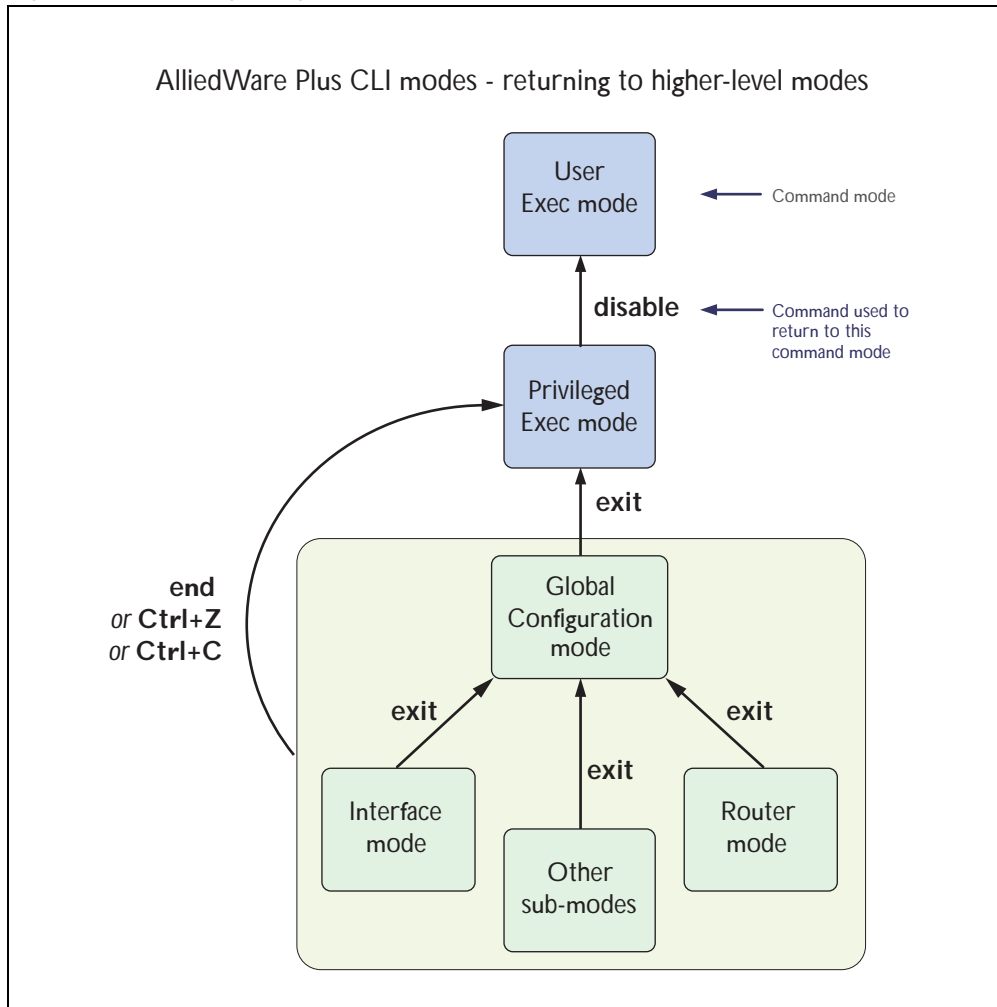 AlliedWare Plus CLI modes - returning to higher-level modes
User
Exec mode
Command mode
disable
Command used to
return to this
command mode
Privileged
Exec mode
exit
end
or Ctrl+Z
or Ctrl+C
Global
Configuration
mode
exit
exit
exit
Interface
mode
Other
sub-modes
Router
mode